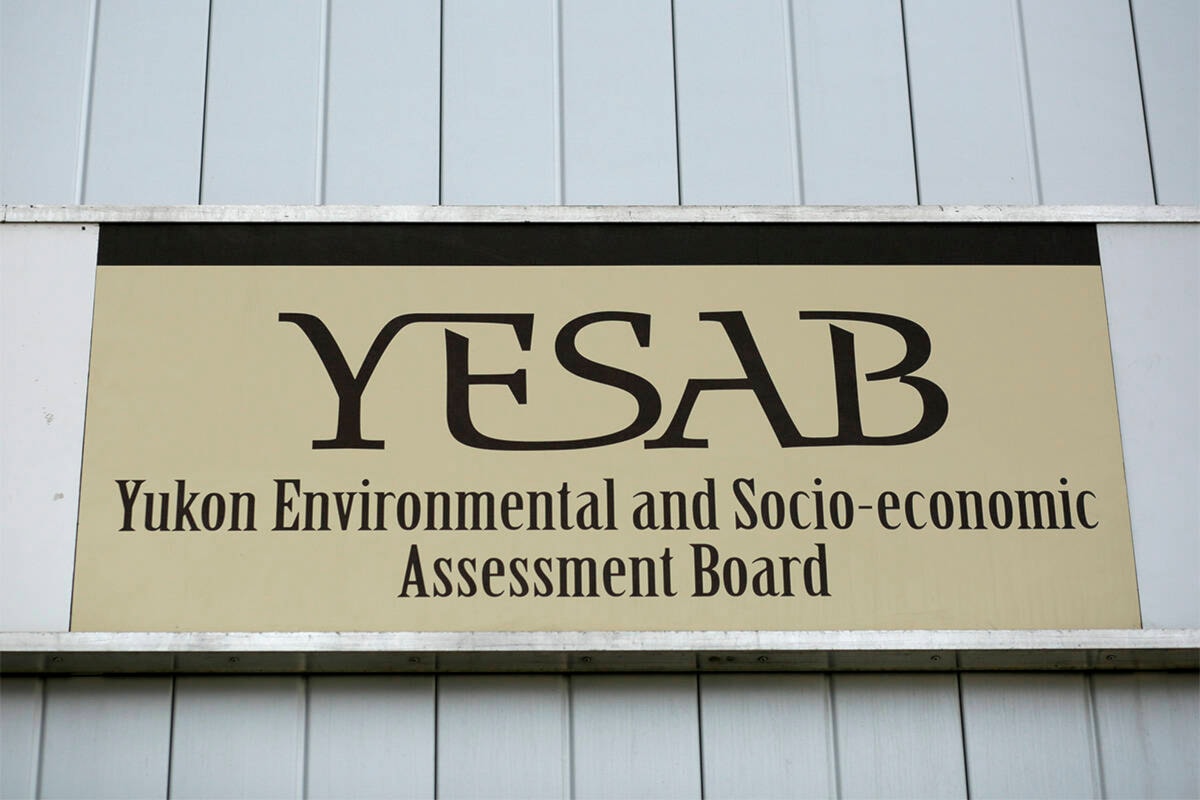 YESAB
Yukon Environmental and Socio-economic
Assessment Board